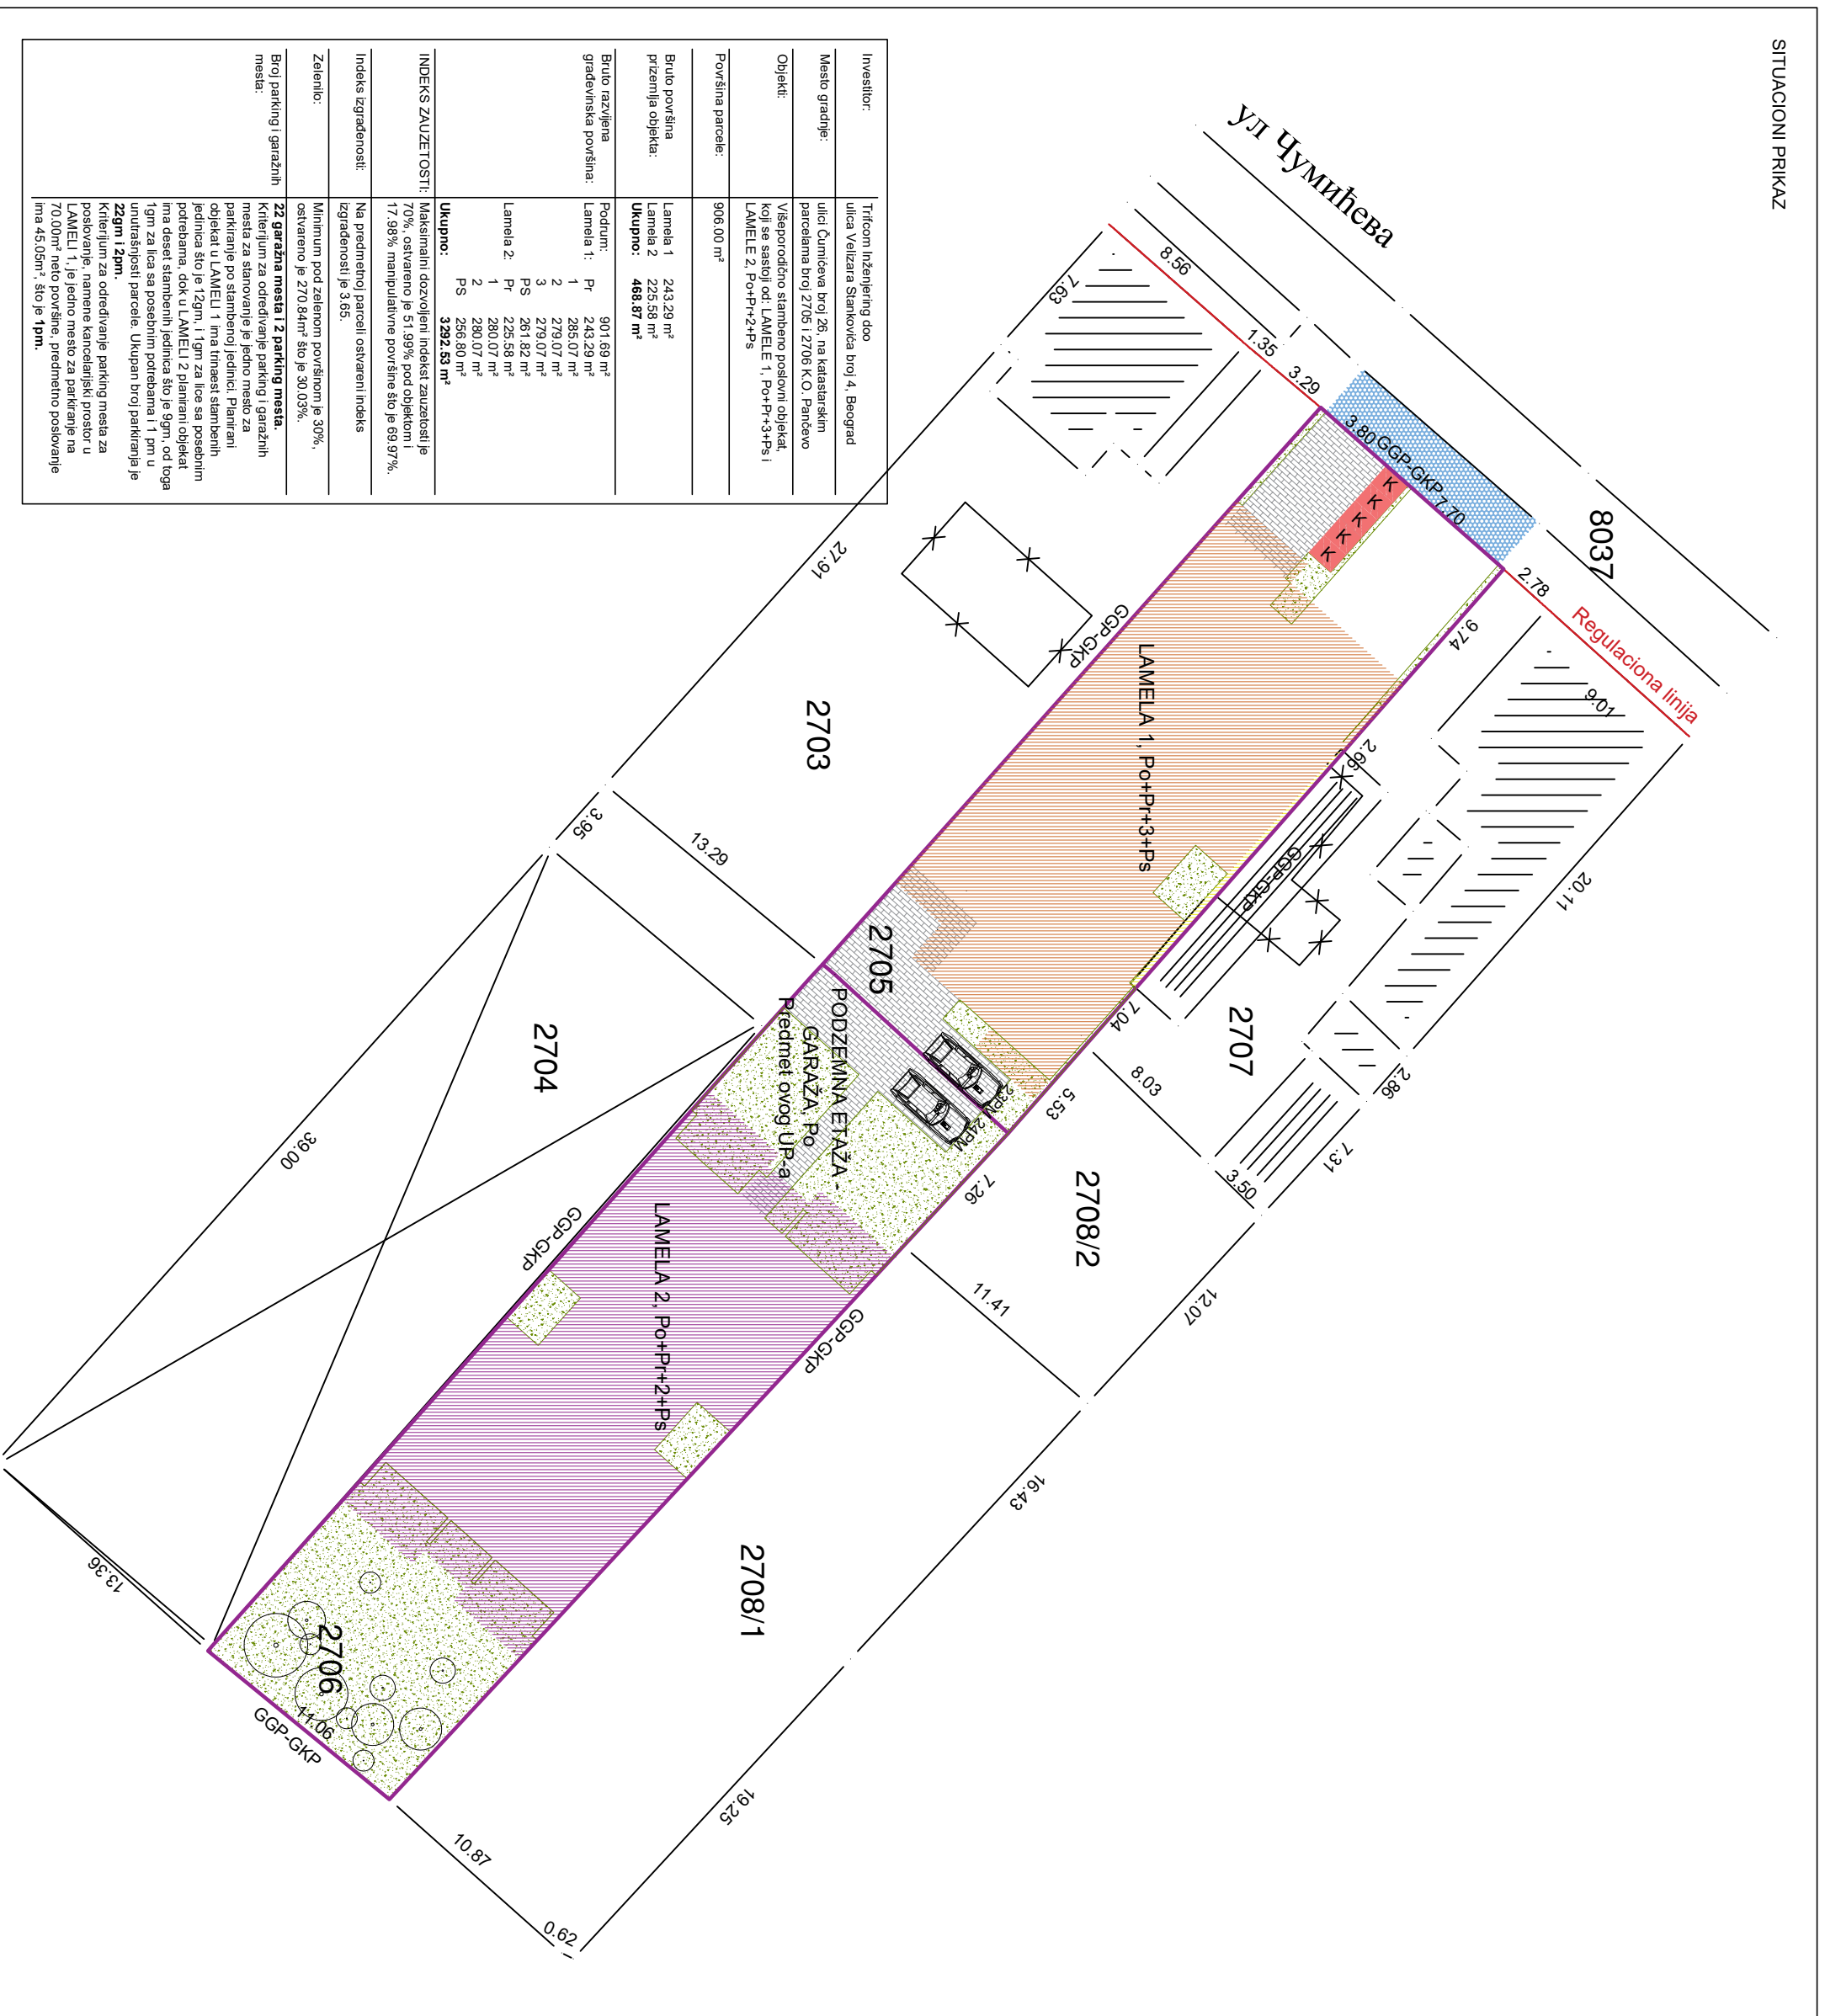 SITUACIONI PRIKAZ
ул Чумићева
8037
Regulaciona linija
8.56
1.35
3.29
3.80
GGP-GKP
7.70
2.78
9.74
9.01
20.11
7.63
K
K
K
K
K
27.91
GGP-GKP
LAMELA 1, Po+Pr+3+Ps
2.66
GGP-GKP
2703
2707
3.95
13.29
2705
7.04
8.03
2.86
7.31
3.50
5.53
23PM
24PM
PODZEMNA ETAŽA -
GARAŽA, Po
Predmet ovog UP-a
2704
2708/2
7.26
11.41
12.07
39.00
GGP-GKP
LAMELA 2, Po+Pr+2+Ps
GGP-GKP
16.43
2708/1
13.36
2706
11.06
GGP-GKP
19.25
10.87
0.62
Investitor:
Trifcom Inženjering doo
ulica Velizara Stankovića broj 4, Beograd
Mesto gradnje:
ulici Čumićeva broj 26, na katastarskim
parcelama broj 2705 i 2706 K.O. Pančevo
Objekti:
Višeporodično stambeno poslovni objekat,
koji se sastoji od: LAMELE 1, Po+Pr+3+Ps i
LAMELE 2, Po+Pr+2+Ps
Površina parcele:
906.00 m²
Bruto površina
prizemlja objekta:
Lamela 1 243.29 m²
Lamela 2 225.58 m²
Ukupno: 468.87 m²
Bruto razvijena
građevinska površina:
Podrum: 901.69 m²
Lamela 1: Pr 243.29 m²
1 285.07 m²
2 279.07 m²
3 279.07 m²
PS 261.82 m²
Lamela 2: Pr 225.58 m²
1 280.07 m²
2 280.07 m²
PS 256.80 m²
Ukupno: 3292.53 m²
INDEKS ZAUZETOSTI:
Maksimalni dozvoljeni indekst zauzetosti je
70%, ostvareno je 51.99% pod objektom i
17.98% manipulativne površine što je 69.97%.
Indeks izgrađenosti:
Na predmetnoj parceli ostvareni indeks
izgrađenosti je 3.65.
Zelenilo:
Minimum pod zelenom površinom je 30%,
ostvareno je 270.84m² što je 30.03%.
Broj parking i garažnih
mesta:
22 garažna mesta i 2 parking mesta.
Kriterijum za određivanje parking i garažnih
mesta za stanovanje je jedno mesto za
parkiranje po stambenoj jedinici. Planirani
objekat u LAMELI 1 ima trinaest stambenih
jedinica što je 12gm, i 1gm za lice sa posebnim
potrebama, dok u LAMELI 2 planirani objekat
ima deset stambenih jedinica što je 9gm, od toga
1gm za lica sa posebnim potrebama i 1 pm u
unutrašnjosti parcele. Ukupan broj parkiranja je
22gm i 2pm.
Kriterijum za određivanje parking mesta za
poslovanje, namene kancelarijski prostor u
LAMELI 1, je jedno mesto za parkiranje na
70.00m² neto površine, predmetno poslovanje
ima 45.05m², što je 1pm.